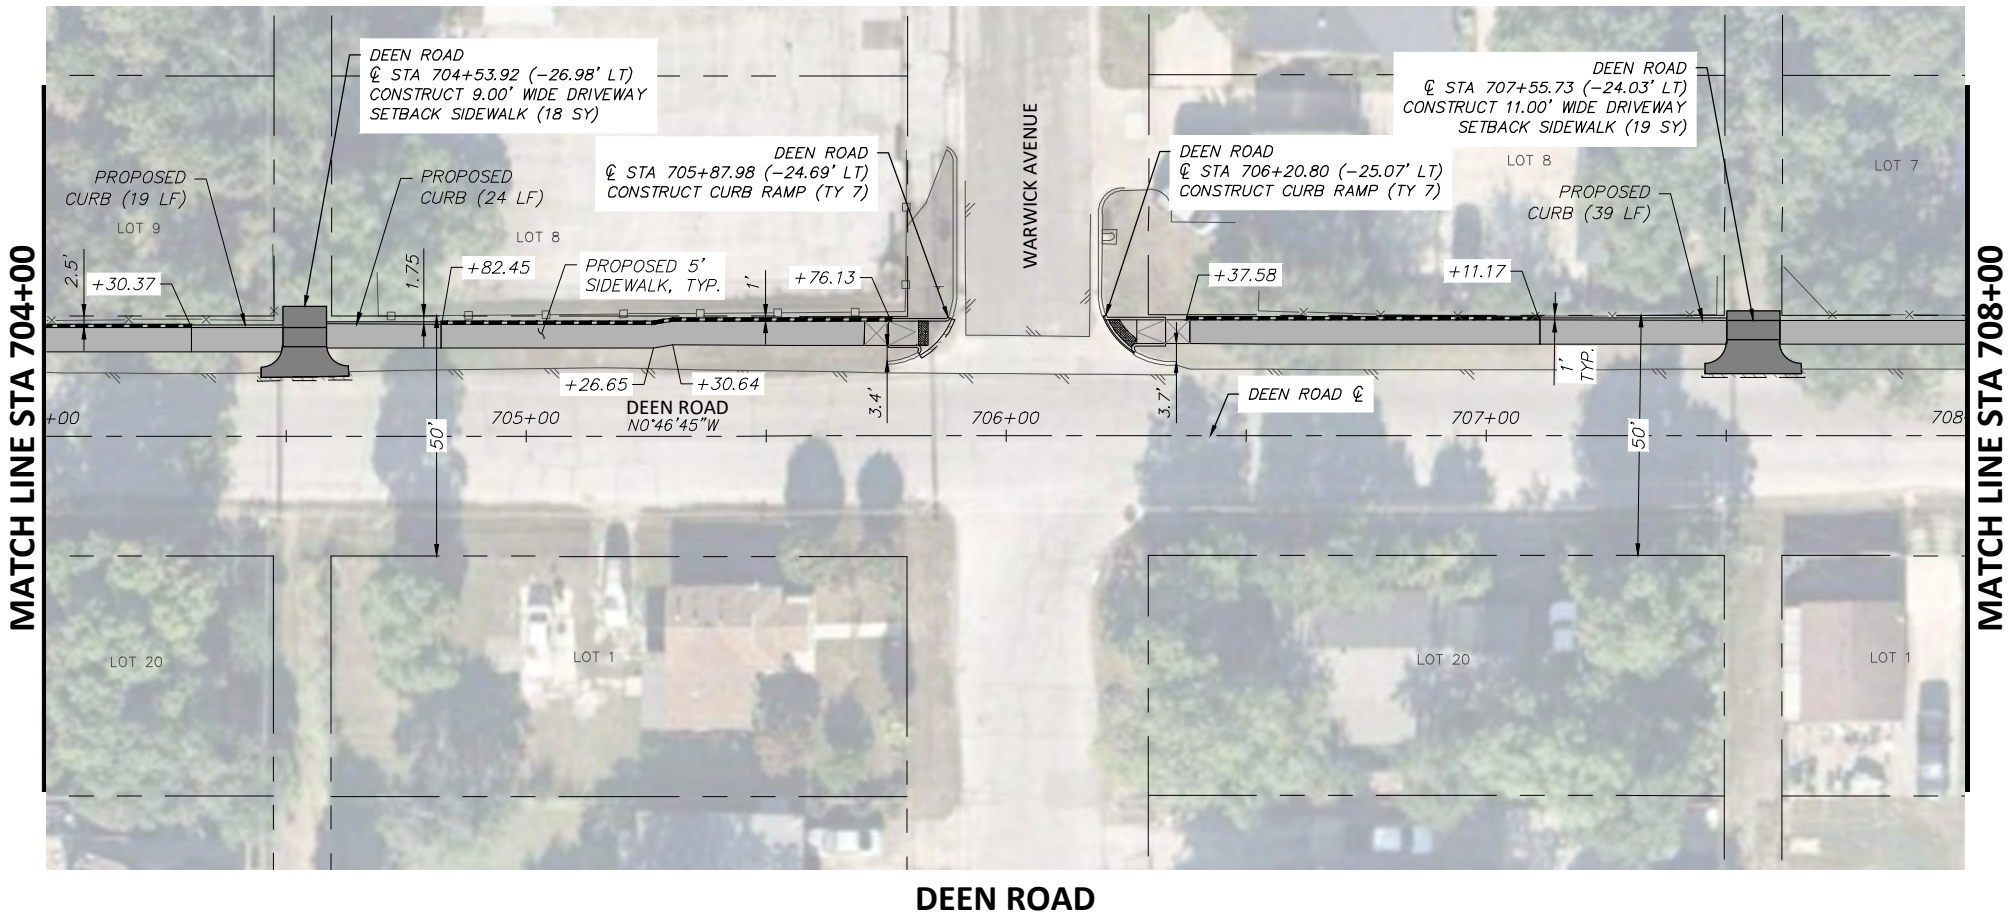 DEEN ROAD
℄ STA 704+53.92 (-26.98' LT)
CONSTRUCT 9.00' WIDE DRIVEWAY
SETBACK SIDEWALK (18 SY)
DEEN ROAD
℄ STA 707+55.73 (-24.03' LT)
CONSTRUCT 11.00' WIDE DRIVEWAY
SETBACK SIDEWALK (19 SY)
DEEN ROAD
℄ STA 705+87.98 (-24.69' LT)
CONSTRUCT CURB RAMP (TY 7)
WARWICK AVENUE
DEEN ROAD
℄ STA 706+20.80 (-25.07' LT)
CONSTRUCT CURB RAMP (TY 7)
PROPOSED
CURB (19 LF)
PROPOSED
CURB (24 LF)
LOT 8
LOT 7
PROPOSED
CURB (39 LF)
LOT 9
LOT 8
2.5'
+30.37
1.75
+82.45
PROPOSED 5'
SIDEWALK, TYP.
1'
+76.13
+37.58
+11.17
MATCH LINE STA 704+00
MATCH LINE STA 708+00
+26.65
+30.64
3.4'
3.7'
1'
TYP.
DEEN ROAD ℄
+00
705+00
DEEN ROAD
N0°46'45"W
706+00
707+00
708
50'
50'
LOT 20
LOT 1
LOT 20
LOT 1
DEEN ROAD